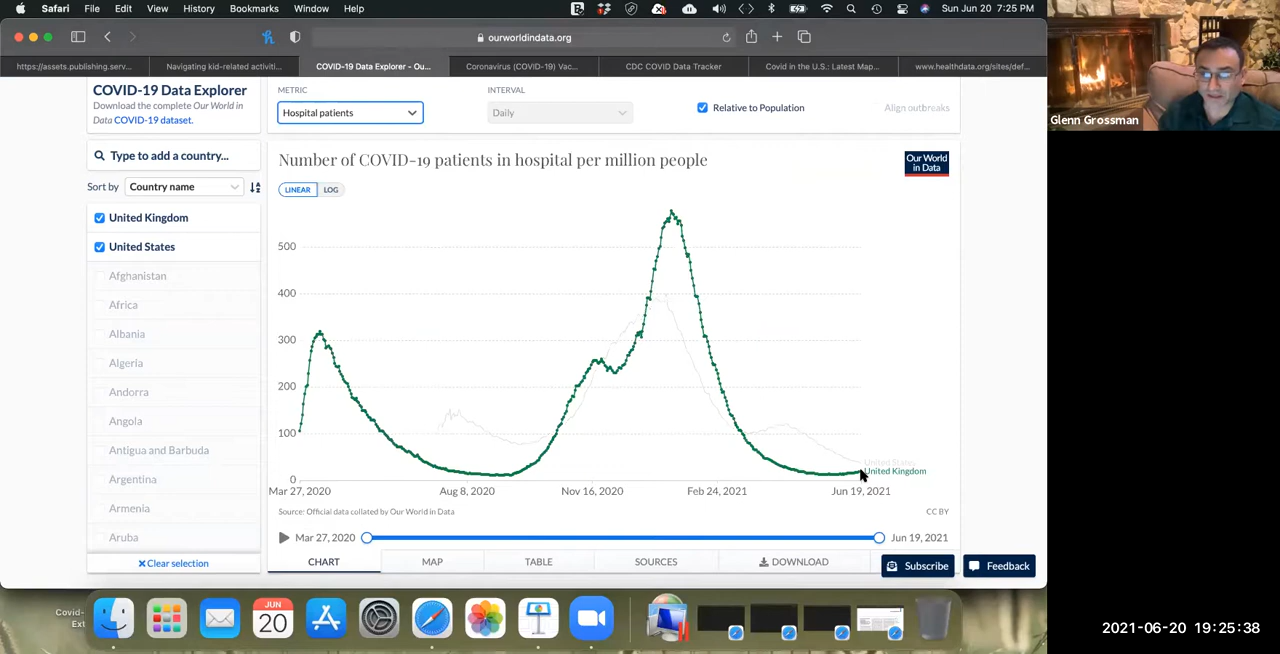 Safari File Edit View History Bookmarks Window Help Sun Jun 20 7:25 PM
ourworldindata.org
https://assets.publishing.serv... Navigating kid-related activiti... COVID-19 Data Explorer - Ou... Coronavirus (COVID-19) Vac... CDC COVID Data Tracker Covid in the U.S.: Latest Map... www.healthdata.org/sites/def...
COVID-19 Data Explorer
Download the complete Our World in
Data COVID-19 dataset.
METRIC
Hospital patients
INTERVAL
Daily
Relative to Population
Align outbreaks
Type to add a country...
Sort by Country name
United Kingdom
United States
Afghanistan
Africa
Albania
Algeria
Andorra
Angola
Antigua and Barbuda
Argentina
Armenia
Aruba
Clear selection
Number of COVID-19 patients in hospital per million people
Our World
in Data
LINEAR LOG
500
400
300
200
100
0
United States
United Kingdom
Mar 27, 2020 Aug 8, 2020 Nov 16, 2020 Feb 24, 2021 Jun 19, 2021
Source: Official data collated by Our World in Data CC BY
Mar 27, 2020 Jun 19, 2021
CHART MAP TABLE SOURCES DOWNLOAD
Subscribe Feedback
Covid-
Ext
JUN
20
Glenn Grossman
2021-06-20 19:25:38